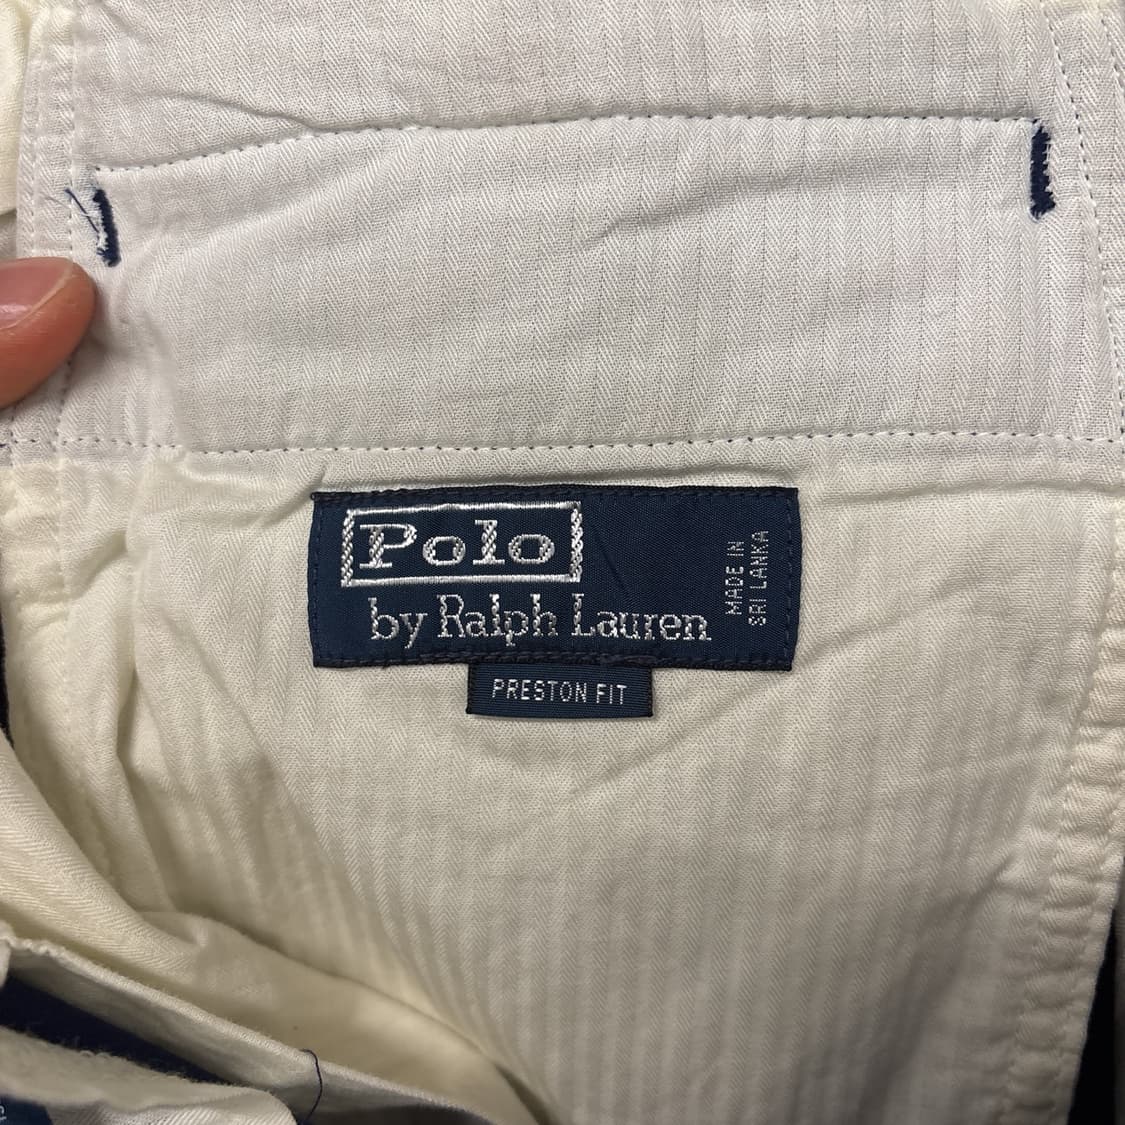 Polo
by Ralph Lauren
MADE IN
SRI LANKA
PRESTON FIT